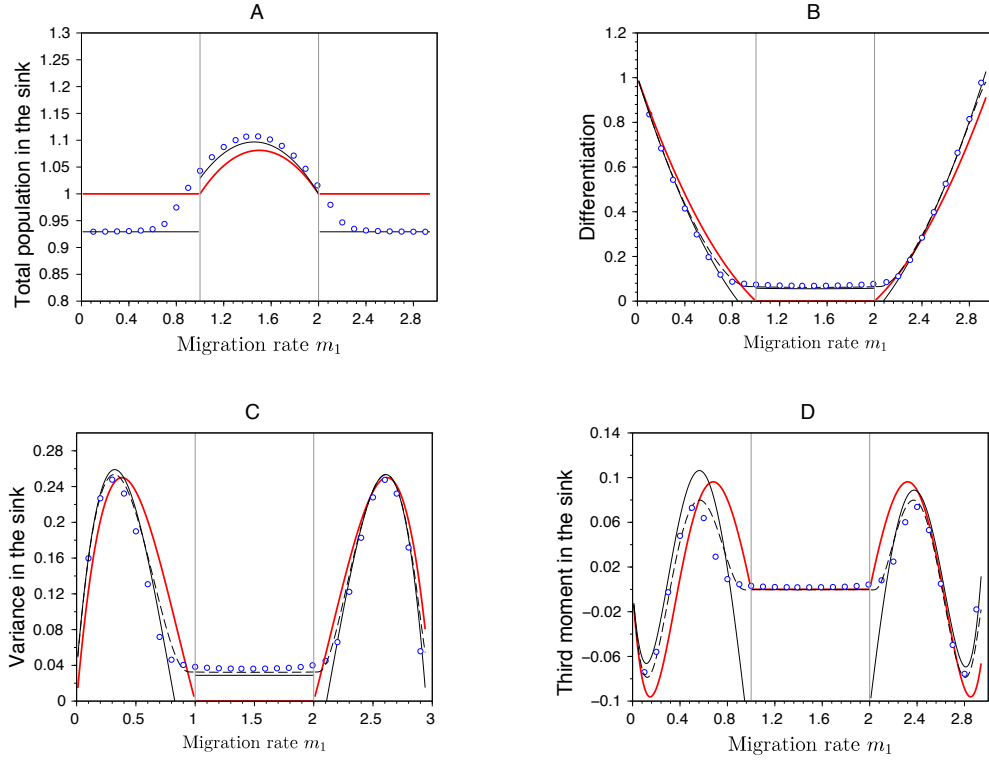 A
Total population in the sink
1.3
1.25
1.2
1.15
1.1
1.05
1
0.95
0.9
0.85
0.8
0 0.4 0.8 1.2 1.6 2 2.4 2.8
Migration rate m₁
B
Differentiation
1.2
1
0.8
0.6
0.4
0.2
0
0 0.4 0.8 1.2 1.6 2 2.4 2.8
Migration rate m₁
C
Variance in the sink
0.28
0.24
0.2
0.16
0.12
0.08
0.04
0
0 0.5 1 1.5 2 2.5 3
Migration rate m₁
D
Third moment in the sink
0.14
0.1
0.06
0.02
−0.02
−0.06
−0.1
0 0.4 0.8 1.2 1.6 2 2.4 2.8
Migration rate m₁